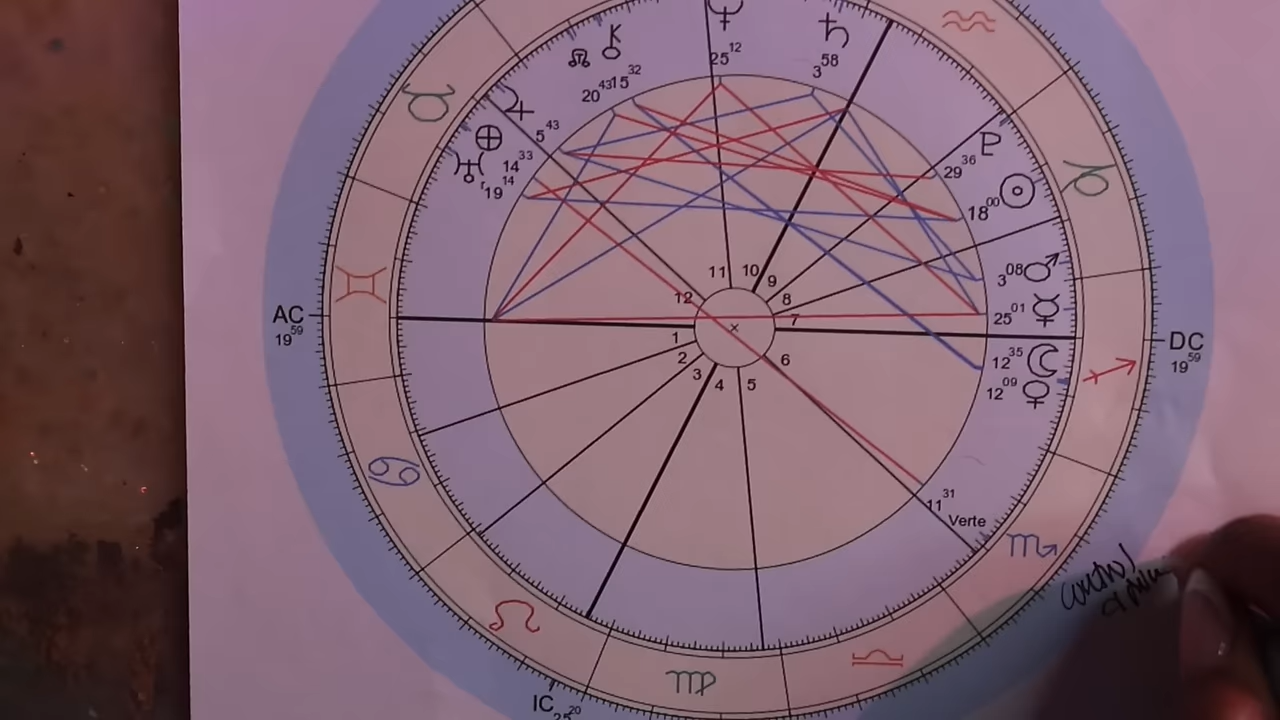 25 12
3 58
20 43 15 32
5 43
14 33
r 19 14
29 36
18 00
3 08
25 01
12 35
12 09
11 31
Verte
AC
19 59
DC
19 59
IC
25 20
11 10 9
12 8
1 7
2 6
3 4 5
control